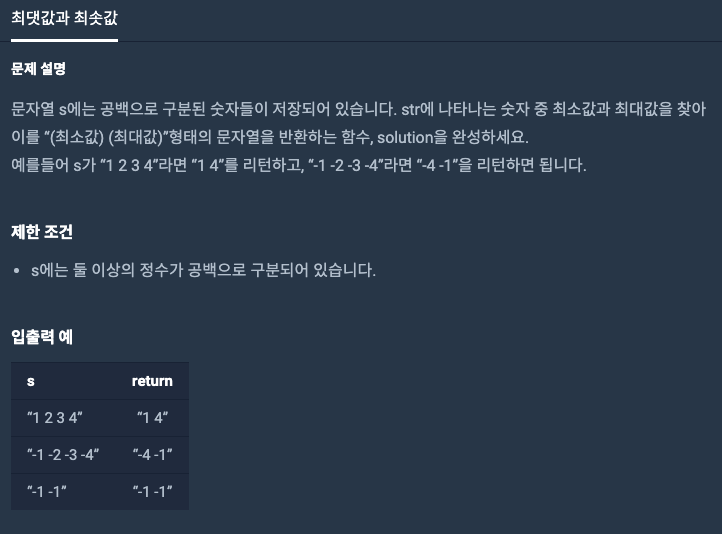 최댓값과 최솟값
문제 설명
문자열 s에는 공백으로 구분된 숫자들이 저장되어 있습니다. str에 나타나는 숫자 중 최소값과 최대값을 찾아
이를 “(최소값) (최대값)”형태의 문자열을 반환하는 함수, solution을 완성하세요.
예를들어 s가 “1 2 3 4”라면 “1 4”를 리턴하고, “-1 -2 -3 -4”라면 “-4 -1”을 리턴하면 됩니다.
제한 조건
• s에는 둘 이상의 정수가 공백으로 구분되어 있습니다.
입출력 예
s return
“1 2 3 4” “1 4”
“-1 -2 -3 -4” “-4 -1”
“-1 -1” “-1 -1”